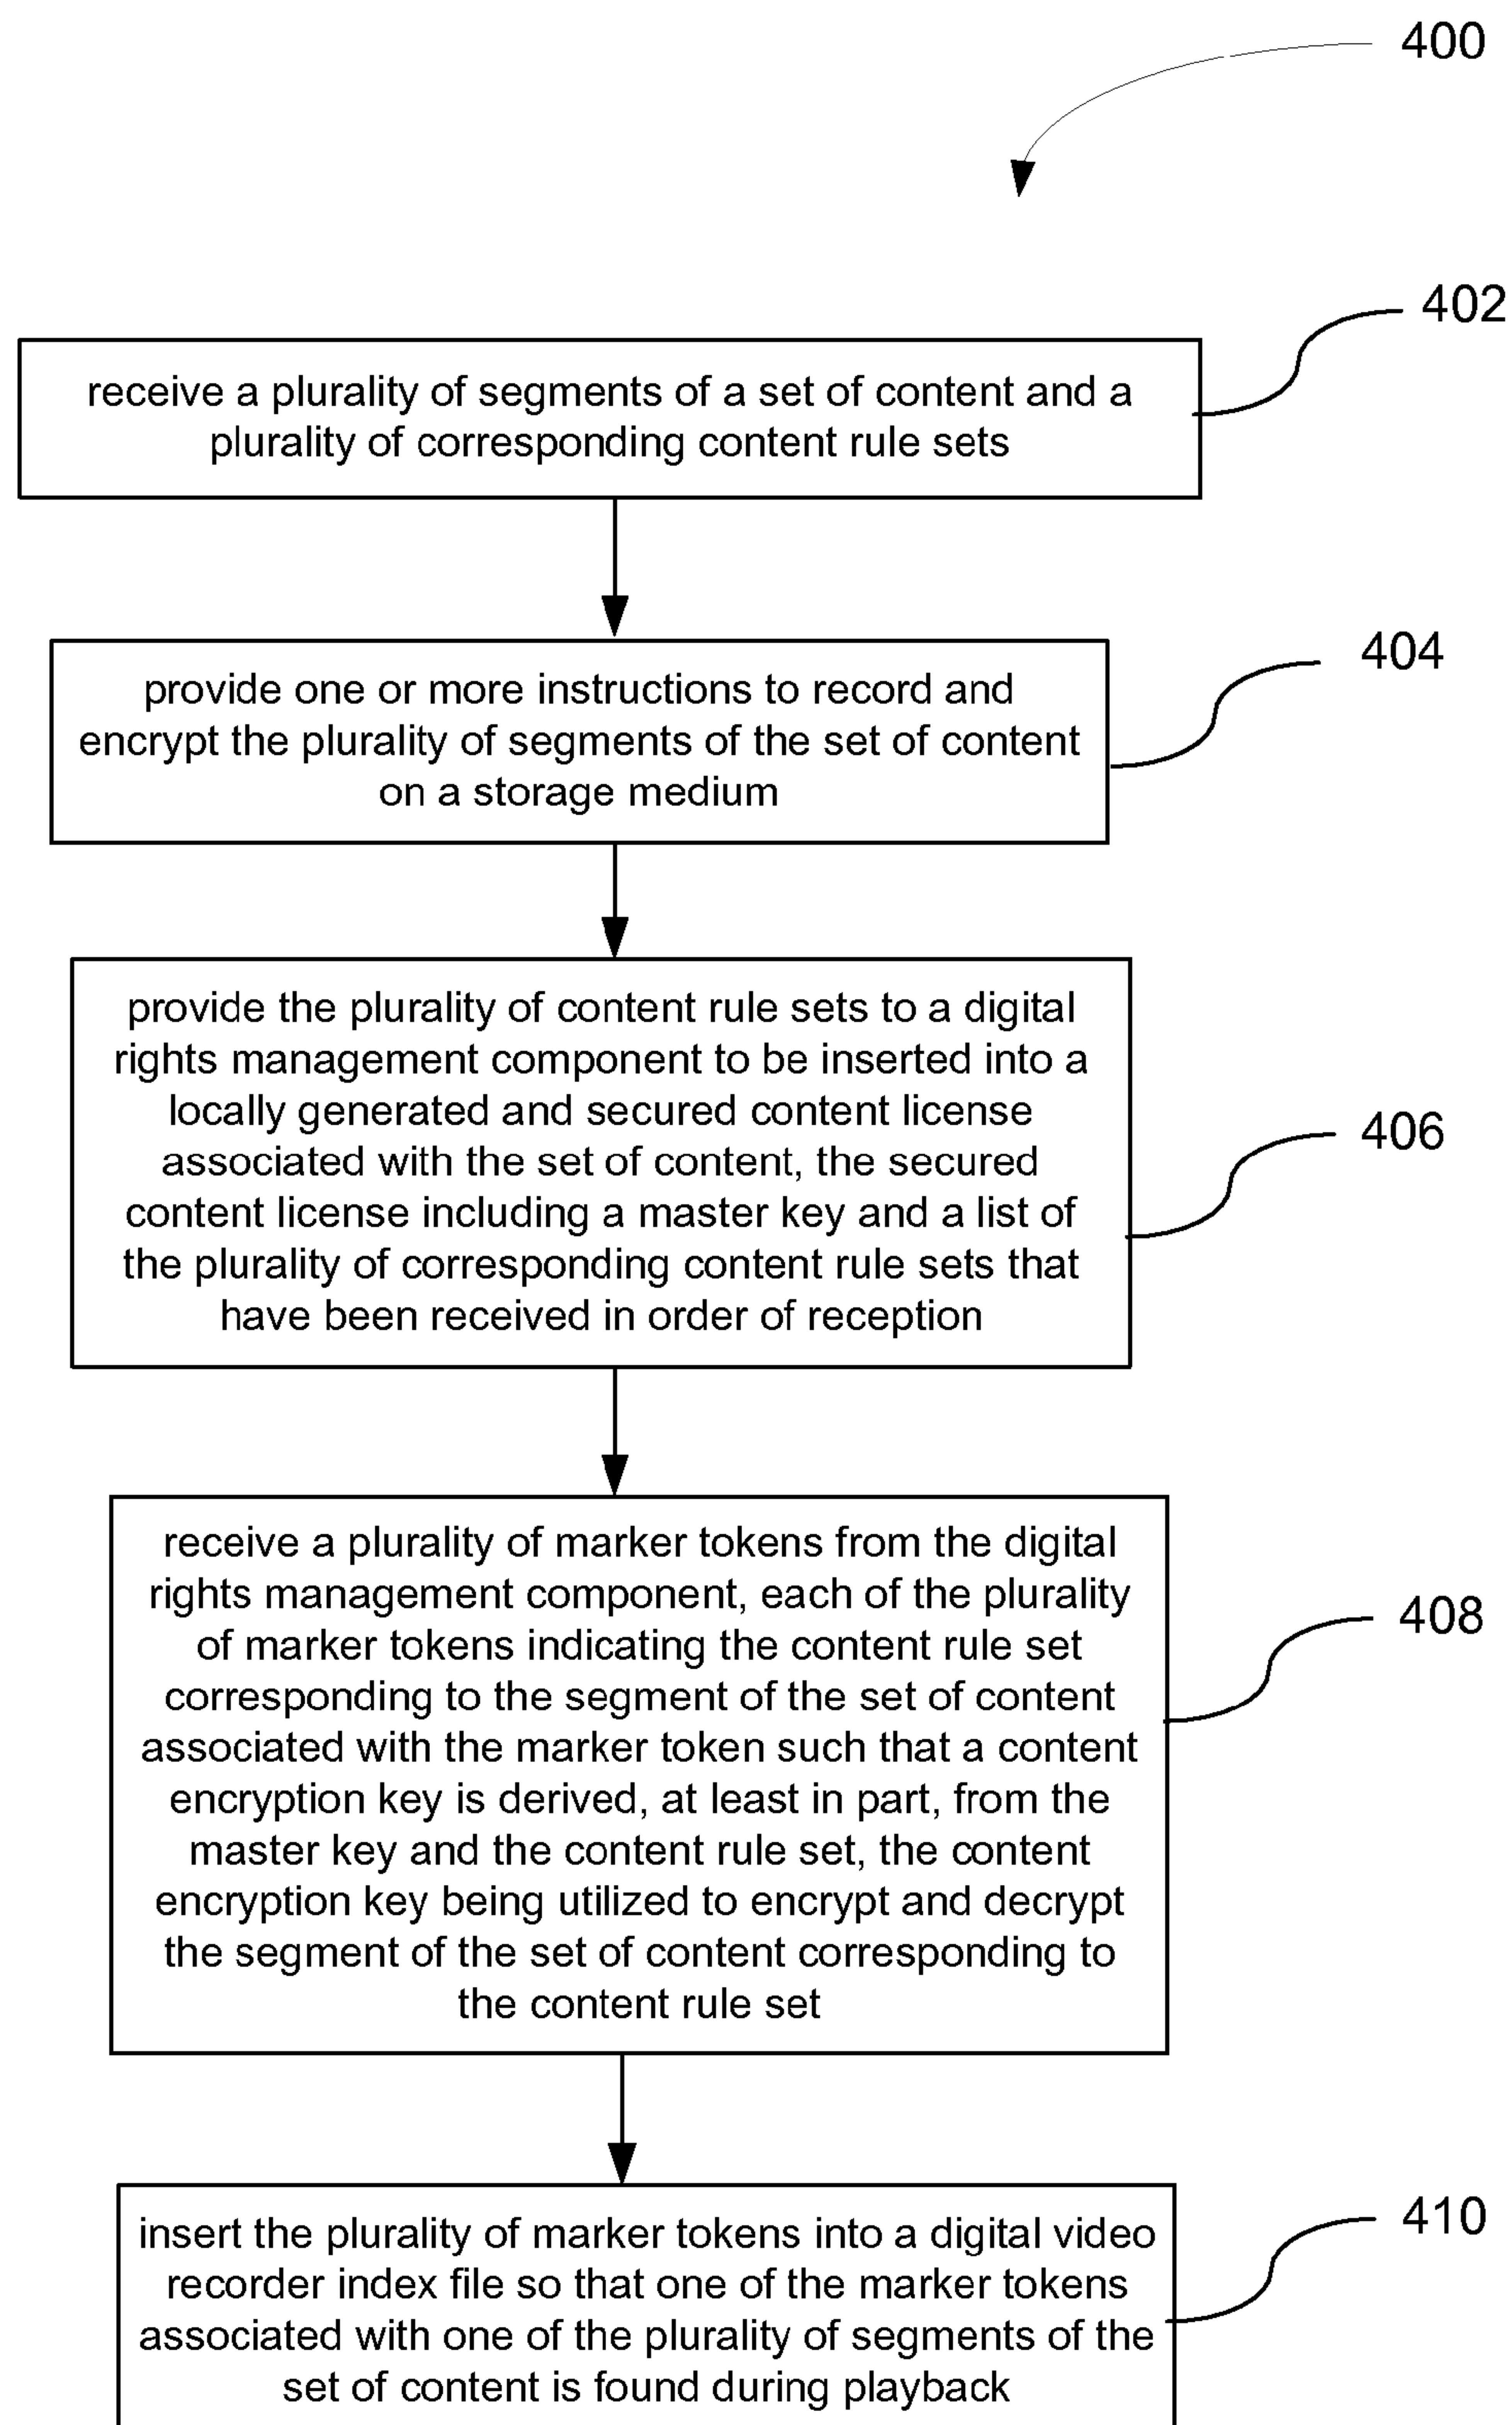 400
402
receive a plurality of segments of a set of content and a
plurality of corresponding content rule sets
404
provide one or more instructions to record and
encrypt the plurality of segments of the set of content
on a storage medium
406
provide the plurality of content rule sets to a digital
rights management component to be inserted into a
locally generated and secured content license
associated with the set of content, the secured
content license including a master key and a list of
the plurality of corresponding content rule sets that
have been received in order of reception
408
receive a plurality of marker tokens from the digital
rights management component, each of the plurality
of marker tokens indicating the content rule set
corresponding to the segment of the set of content
associated with the marker token such that a content
encryption key is derived, at least in part, from the
master key and the content rule set, the content
encryption key being utilized to encrypt and decrypt
the segment of the set of content corresponding to
the content rule set
410
insert the plurality of marker tokens into a digital video
recorder index file so that one of the marker tokens
associated with one of the plurality of segments of the
set of content is found during playback